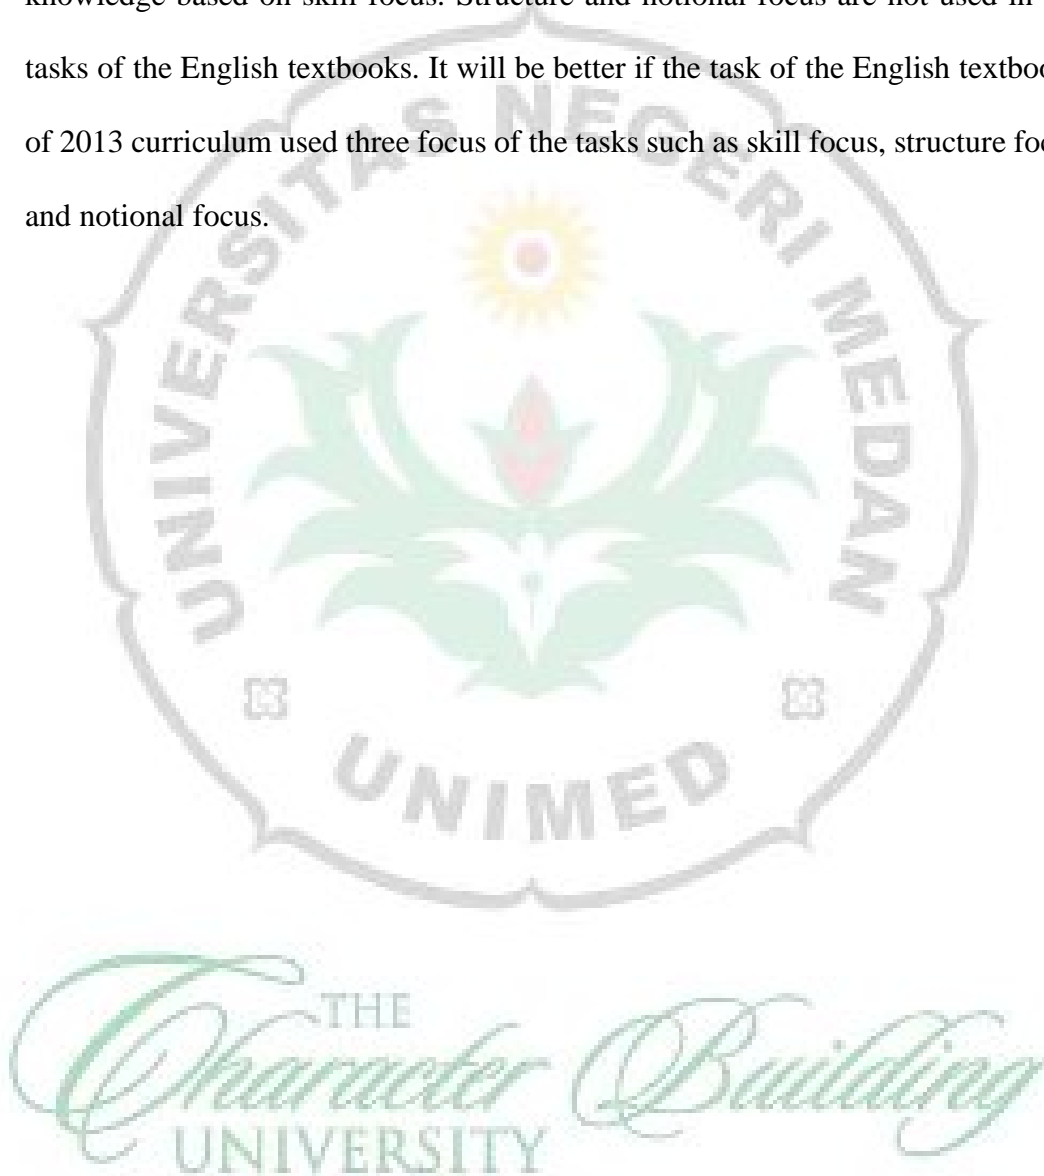 knowledge based on skill focus. Structure and notional focus are not used in
tasks of the English textbooks. It will be better if the task of the English
of 2013 curriculum used three focus of the tasks such as skill focus, structure
and notional focus.
UNIVERSITAS NEGERI MEDAN
UNIMED
THE
Character Building
UNIVERSITY